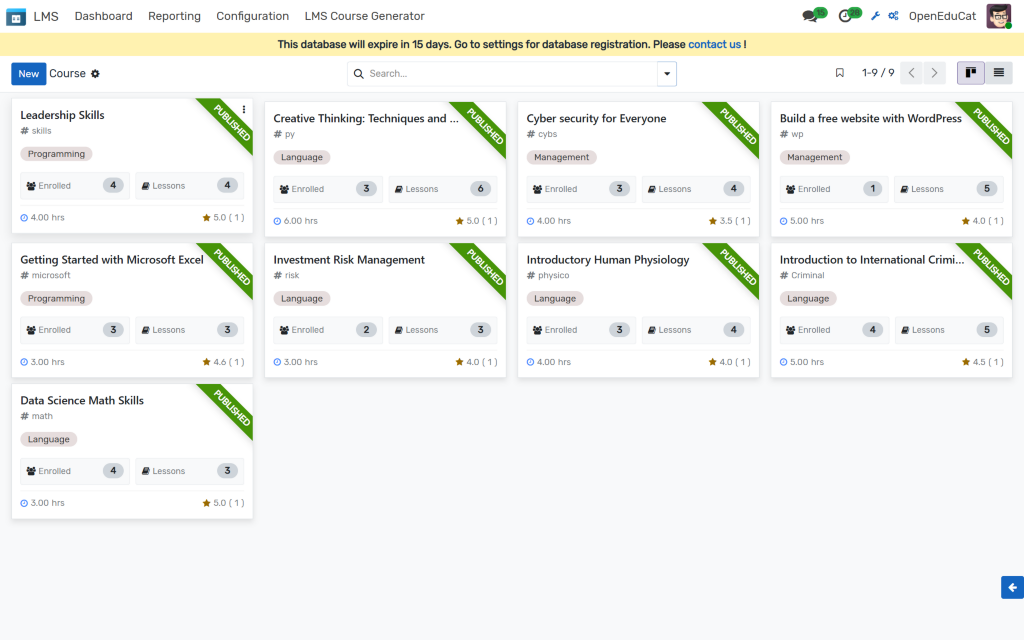 LMS Dashboard Reporting Configuration LMS Course Generator 15 28 OpenEduCat
This database will expire in 15 days. Go to settings for database registration. Please contact us !
New Course Search... 1-9 / 9
Leadership Skills
# skills
Programming
Enrolled 4 Lessons 4
4.00 hrs 5.0 ( 1 )
PUBLISHED
Creative Thinking: Techniques and ...
# py
Language
Enrolled 3 Lessons 6
6.00 hrs 5.0 ( 1 )
PUBLISHED
Cyber security for Everyone
# cybs
Management
Enrolled 3 Lessons 4
4.00 hrs 3.5 ( 1 )
PUBLISHED
Build a free website with WordPress
# wp
Management
Enrolled 1 Lessons 5
5.00 hrs 4.0 ( 1 )
PUBLISHED
Getting Started with Microsoft Excel
# microsoft
Programming
Enrolled 3 Lessons 3
3.00 hrs 4.6 ( 1 )
PUBLISHED
Investment Risk Management
# risk
Language
Enrolled 2 Lessons 3
3.00 hrs 4.0 ( 1 )
PUBLISHED
Introductory Human Physiology
# physico
Language
Enrolled 3 Lessons 4
4.00 hrs 4.0 ( 1 )
PUBLISHED
Introduction to International Crimi...
# Criminal
Language
Enrolled 4 Lessons 5
5.00 hrs 4.5 ( 1 )
PUBLISHED
Data Science Math Skills
# math
Language
Enrolled 4 Lessons 3
3.00 hrs 5.0 ( 1 )
PUBLISHED